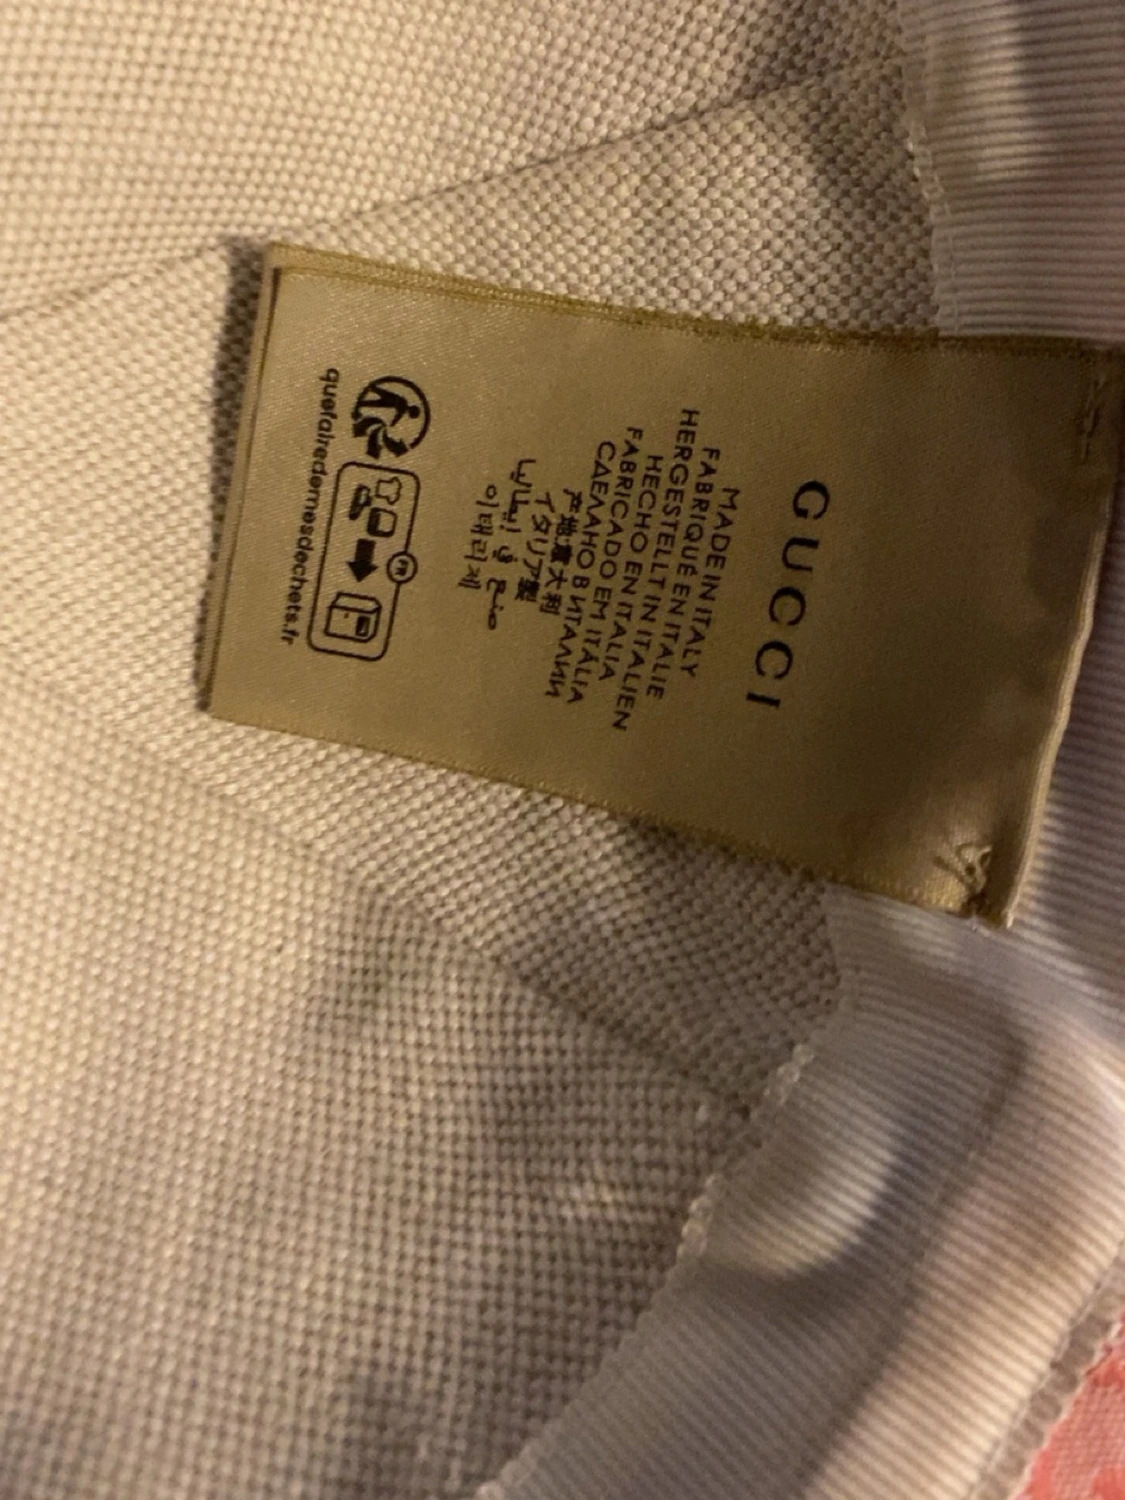 GUCCI
MADE IN ITALY
FABRIQUÉ EN ITALIE
HERGESTELLT IN ITALIEN
HECHO EN ITALIA
FABRICADO EM ITÁLIA
СДЕЛАНО В ИТАЛИИ
产地意大利
イタリア製
صنع في إيطاليا
이태리제
FR
quefairedemesdechets.fr